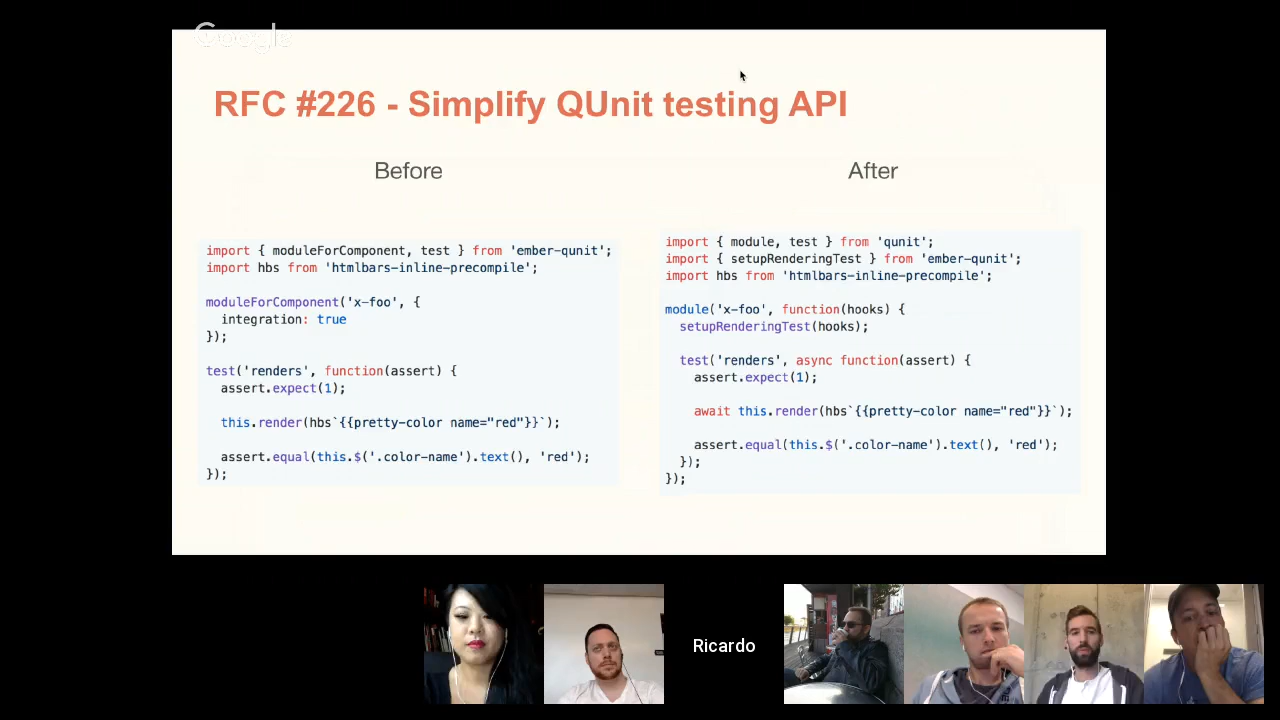 Google
RFC #226 - Simplify QUnit testing API
Before
import { moduleForComponent, test } from 'ember-qunit';
import hbs from 'htmlbars-inline-precompile';
moduleForComponent('x-foo', {
integration: true
});
test('renders', function(assert) {
assert.expect(1);
this.render(hbs`{{pretty-color name="red"}}`);
assert.equal(this.$('.color-name').text(), 'red');
});
After
import { module, test } from 'qunit';
import { setupRenderingTest } from 'ember-qunit';
import hbs from 'htmlbars-inline-precompile';
module('x-foo', function(hooks) {
setupRenderingTest(hooks);
test('renders', async function(assert) {
assert.expect(1);
await this.render(hbs`{{pretty-color name="red"}}`);
assert.equal(this.$('.color-name').text(), 'red');
});
});
Ricardo